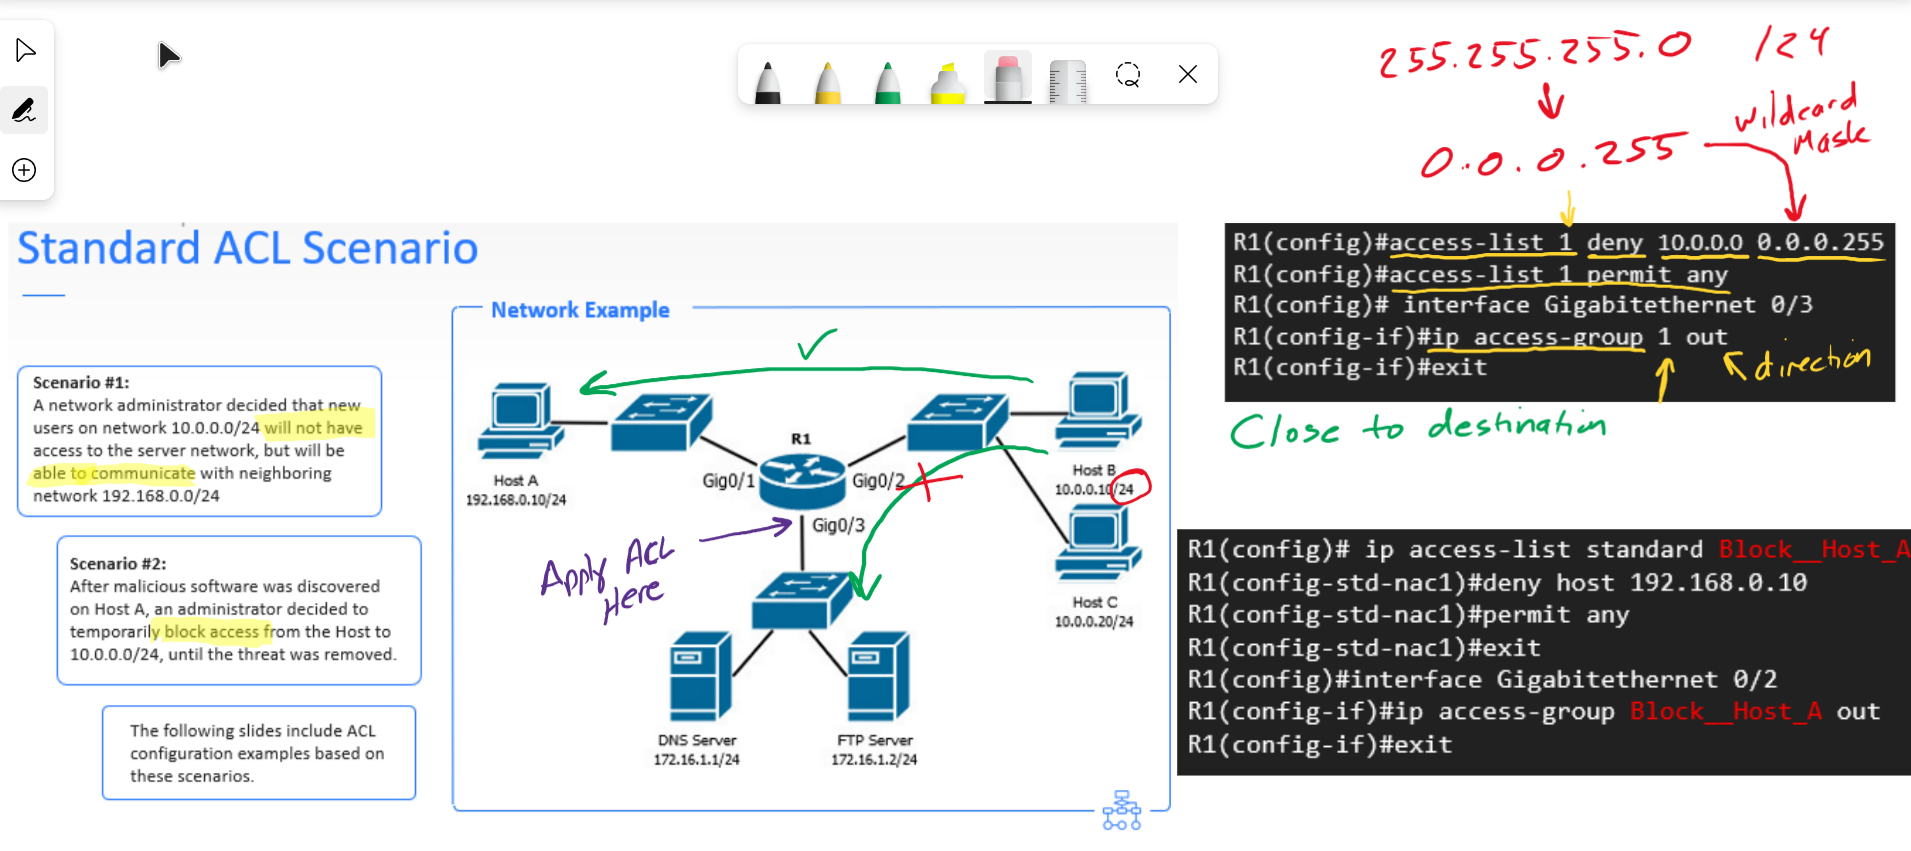 255.255.255.0 /24
wildcard
Mask
0.0.0.255
Standard ACL Scenario
Scenario #1:
A network administrator decided that new
users on network 10.0.0.0/24 will not have
access to the server network, but will be
able to communicate with neighboring
network 192.168.0.0/24
Scenario #2:
After malicious software was discovered
on Host A, an administrator decided to
temporarily block access from the Host to
10.0.0.0/24, until the threat was removed.
The following slides include ACL
configuration examples based on
these scenarios.
Network Example
Host A
192.168.0.10/24
R1
Gig0/1
Gig0/2
Gig0/3
Host B
10.0.0.10/24
Host C
10.0.0.20/24
Apply ACL
Here
DNS Server
172.16.1.1/24
FTP Server
172.16.1.2/24
R1(config)#access-list 1 deny 10.0.0.0 0.0.0.255
R1(config)#access-list 1 permit any
R1(config)# interface Gigabitethernet 0/3
R1(config-if)#ip access-group 1 out
R1(config-if)#exit
direction
Close to destination
R1(config)# ip access-list standard Block__Host_A
R1(config-std-nac1)#deny host 192.168.0.10
R1(config-std-nac1)#permit any
R1(config-std-nac1)#exit
R1(config)#interface Gigabitethernet 0/2
R1(config-if)#ip access-group Block__Host_A out
R1(config-if)#exit